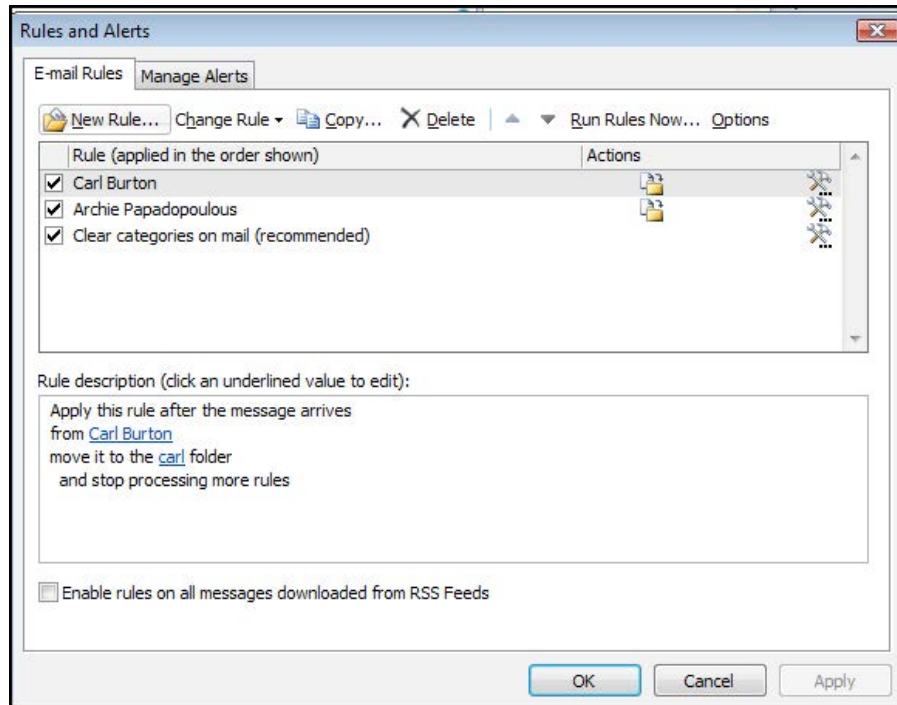 Rules and Alerts
E-mail Rules Manage Alerts
New Rule... Change Rule Copy... Delete Run Rules Now... Options
Rule (applied in the order shown) Actions
Carl Burton
Archie Papadopoulous
Clear categories on mail (recommended)
Rule description (click an underlined value to edit):
Apply this rule after the message arrives
from Carl Burton
move it to the carl folder
and stop processing more rules
Enable rules on all messages downloaded from RSS Feeds
OK Cancel Apply